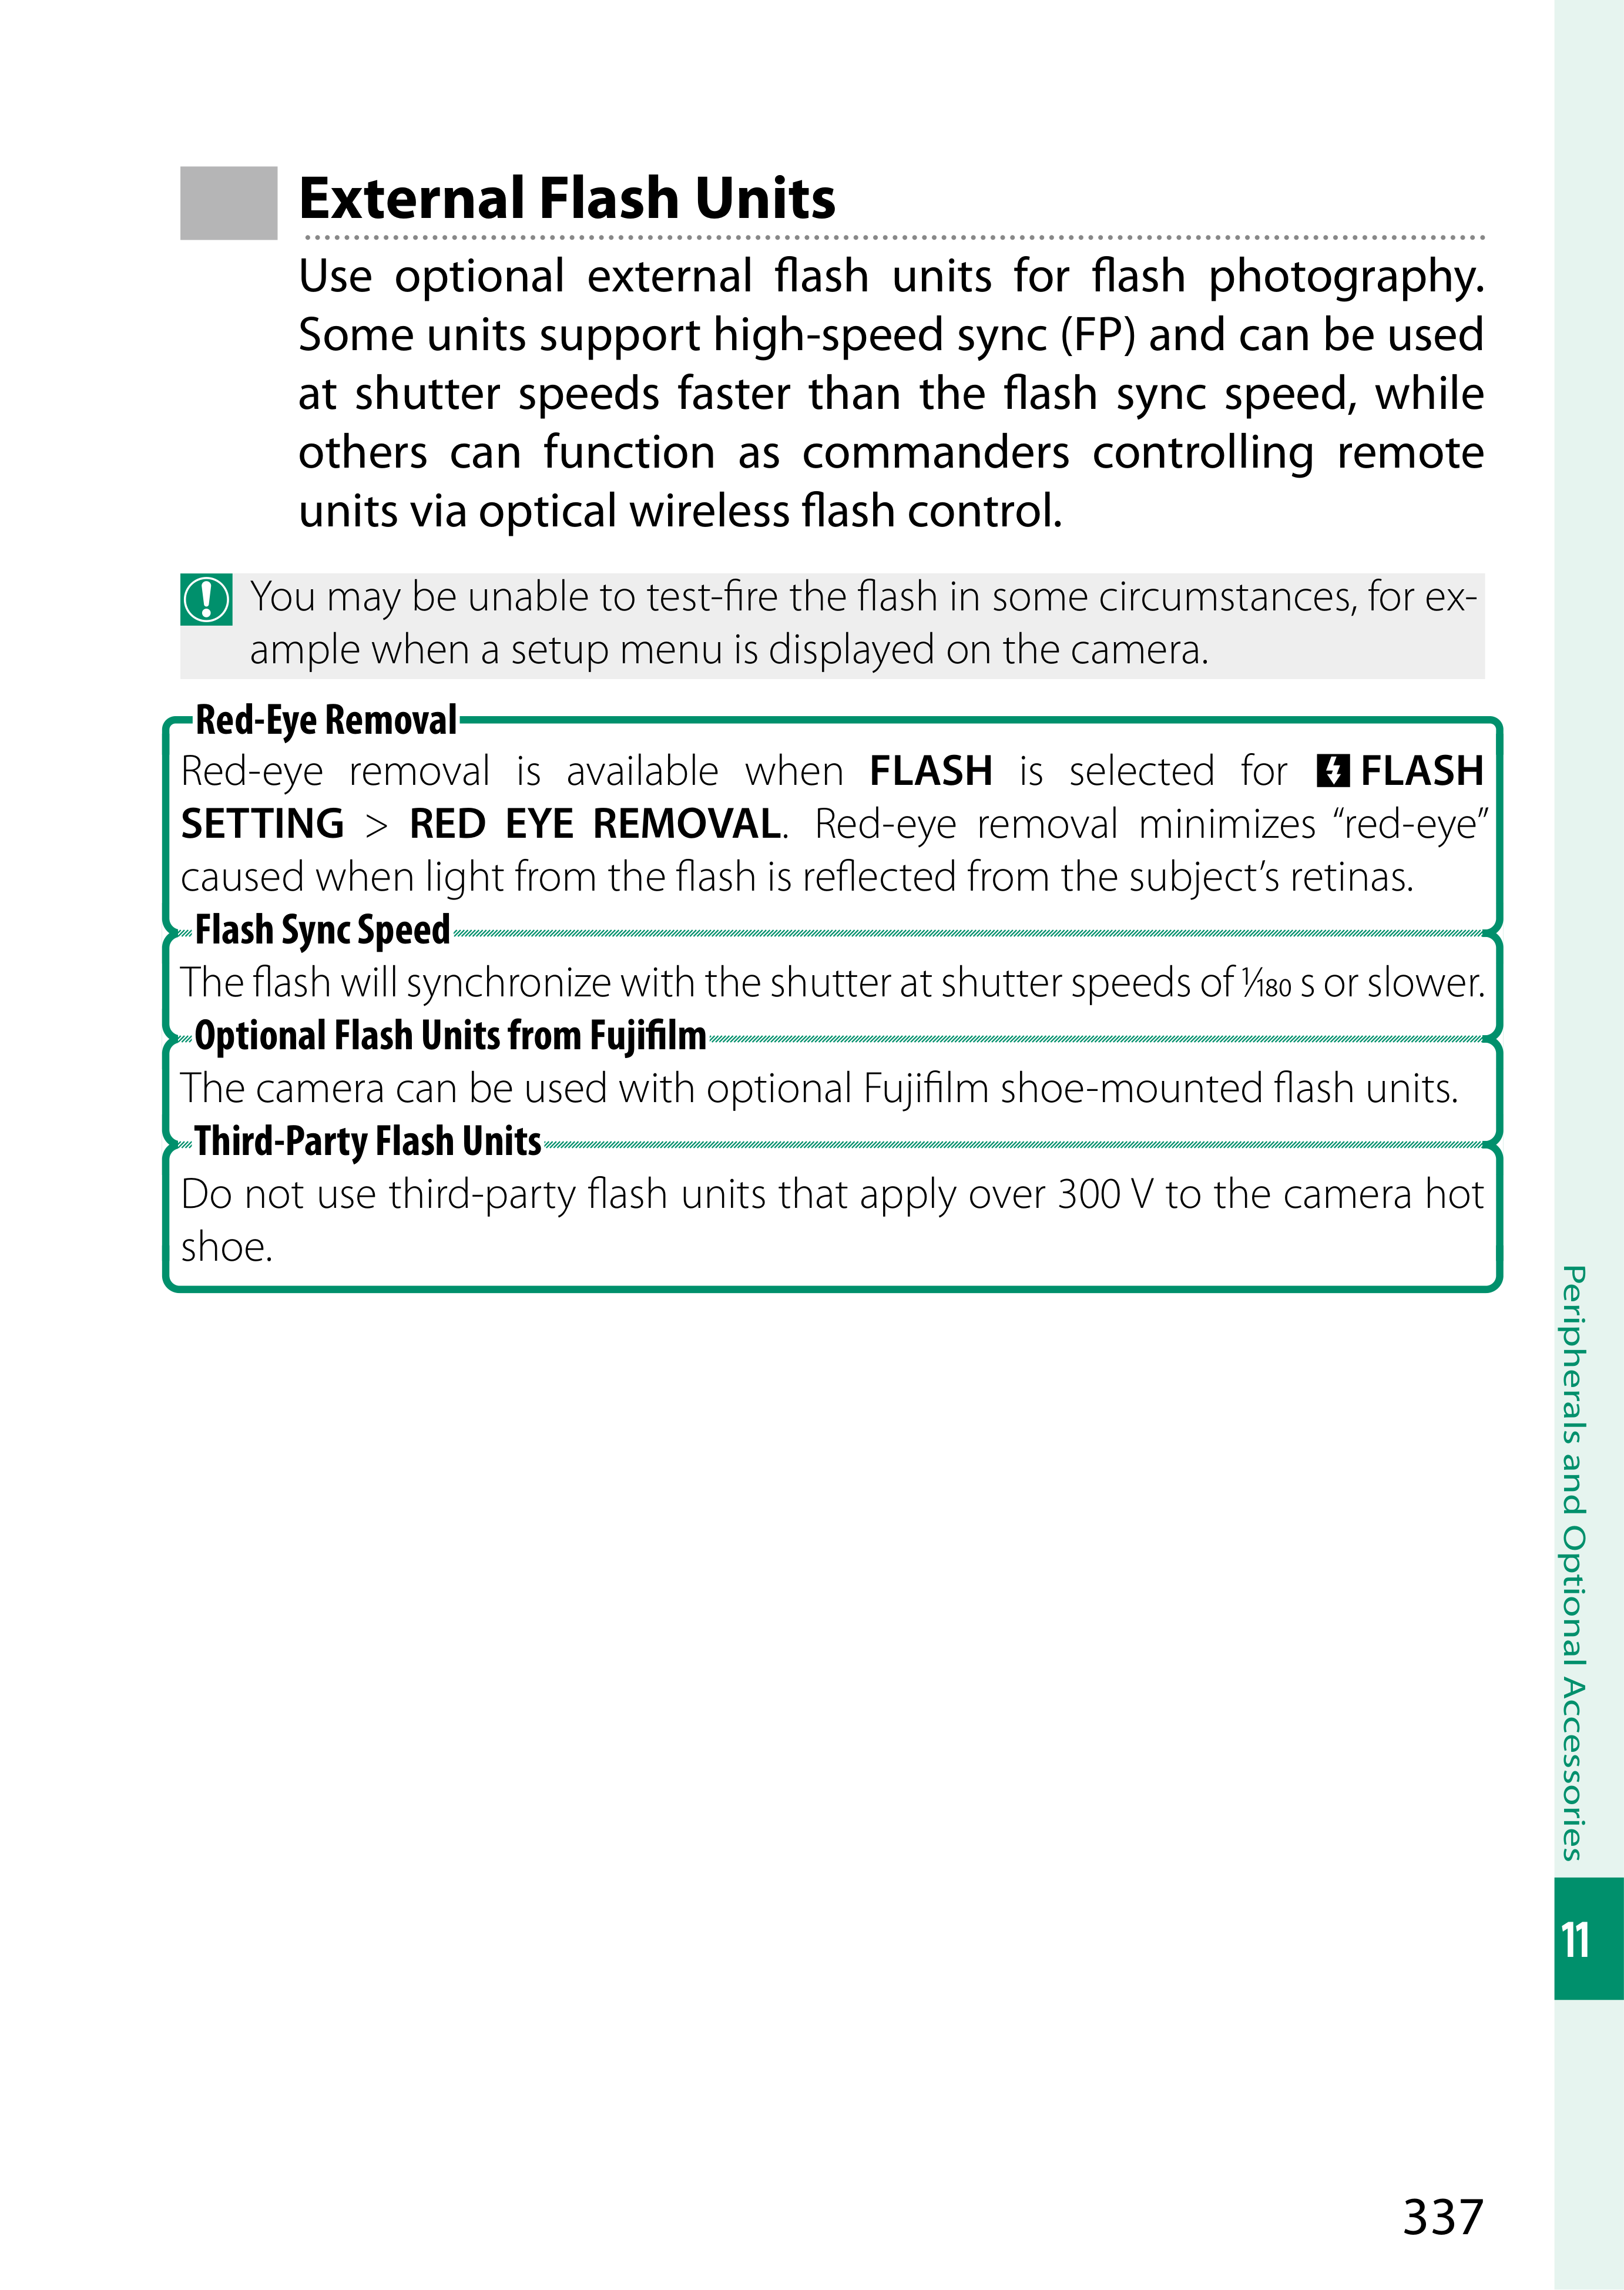 External Flash Units
Use optional external flash units for flash photography.
Some units support high-speed sync (FP) and can be used
at shutter speeds faster than the flash sync speed, while
others can function as commanders controlling remote
units via optical wireless flash control.
You may be unable to test-fire the flash in some circumstances, for ex-
ample when a setup menu is displayed on the camera.
Red-Eye Removal
Red-eye removal is available when FLASH is selected for FLASH
SETTING > RED EYE REMOVAL. Red-eye removal minimizes “red-eye”
caused when light from the flash is reflected from the subject’s retinas.
Flash Sync Speed
The flash will synchronize with the shutter at shutter speeds of 1/180 s or slower.
Optional Flash Units from Fujifilm
The camera can be used with optional Fujifilm shoe-mounted flash units.
Third-Party Flash Units
Do not use third-party flash units that apply over 300 V to the camera hot
shoe.
Peripherals and Optional Accessories
11
337